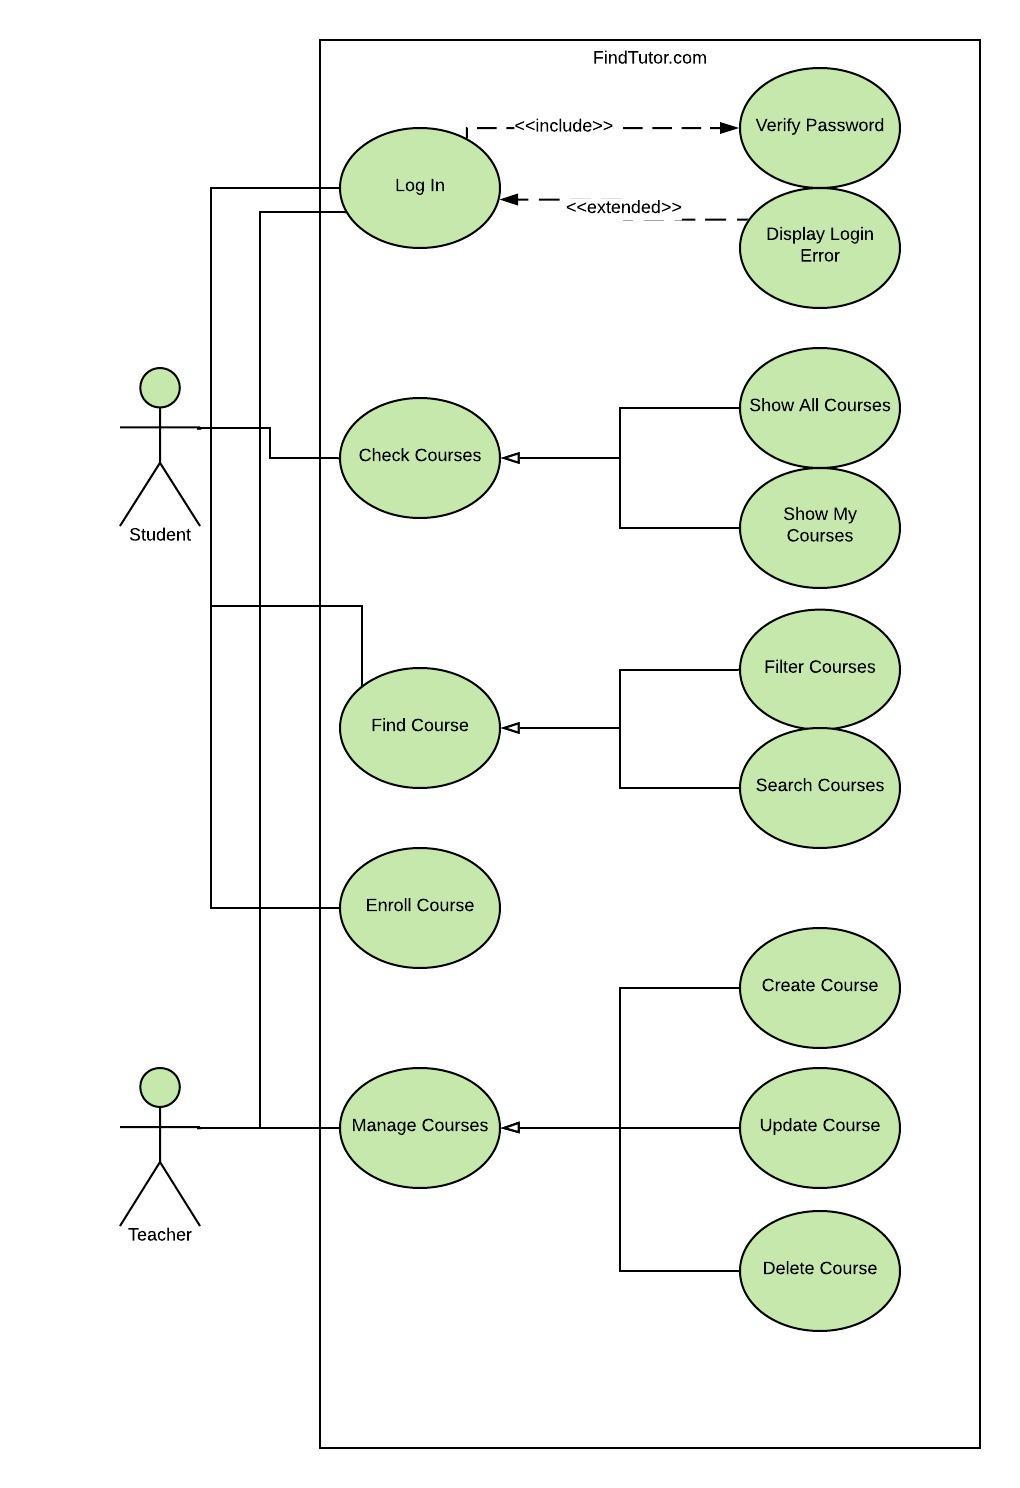 FindTutor.com
<<include>>
Verify Password
Log In
<<extended>>
Display Login
Error
Show All Courses
Check Courses
Show My
Courses
Student
Filter Courses
Find Course
Search Courses
Enroll Course
Create Course
Manage Courses
Update Course
Teacher
Delete Course